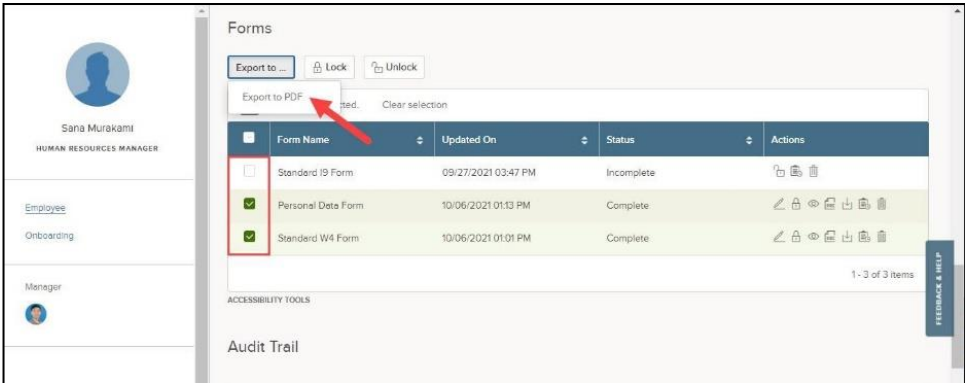 Forms
Export to ... Lock Unlock
Export to PDF cted. Clear selection
Sana Murakami
HUMAN RESOURCES MANAGER
Form Name Updated On Status Actions
Standard I9 Form 09/27/2021 03:47 PM Incomplete
Employee
Personal Data Form 10/06/2021 01:13 PM Complete
Onboarding
Standard W4 Form 10/06/2021 01:01 PM Complete
1 - 3 of 3 items
Manager
ACCESSIBILITY TOOLS
FEEDBACK & HELP
Audit Trail